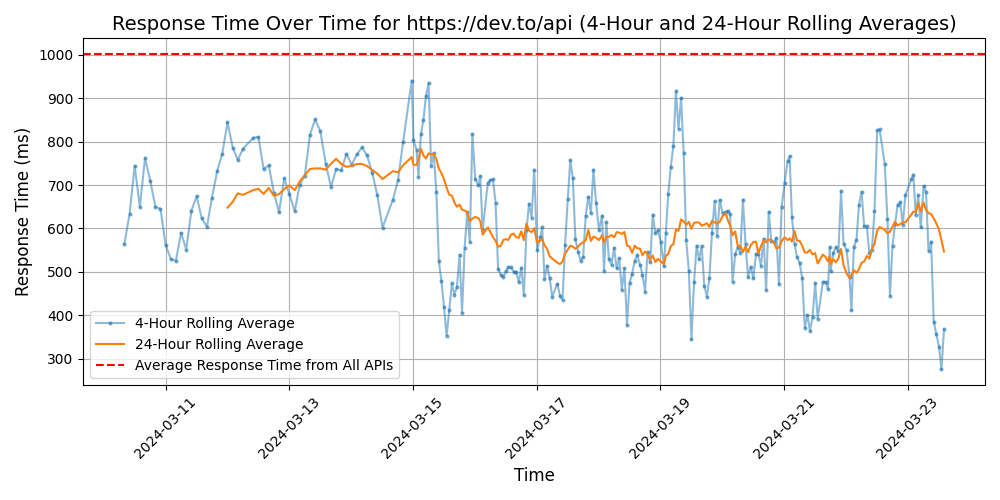 Response Time Over Time for https://dev.to/api (4-Hour and 24-Hour Rolling Averages)
Response Time (ms)
1000
900
800
700
600
500
400
300
4-Hour Rolling Average
24-Hour Rolling Average
Average Response Time from All APIs
2024-03-11
2024-03-13
2024-03-15
2024-03-17
2024-03-19
2024-03-21
2024-03-23
Time